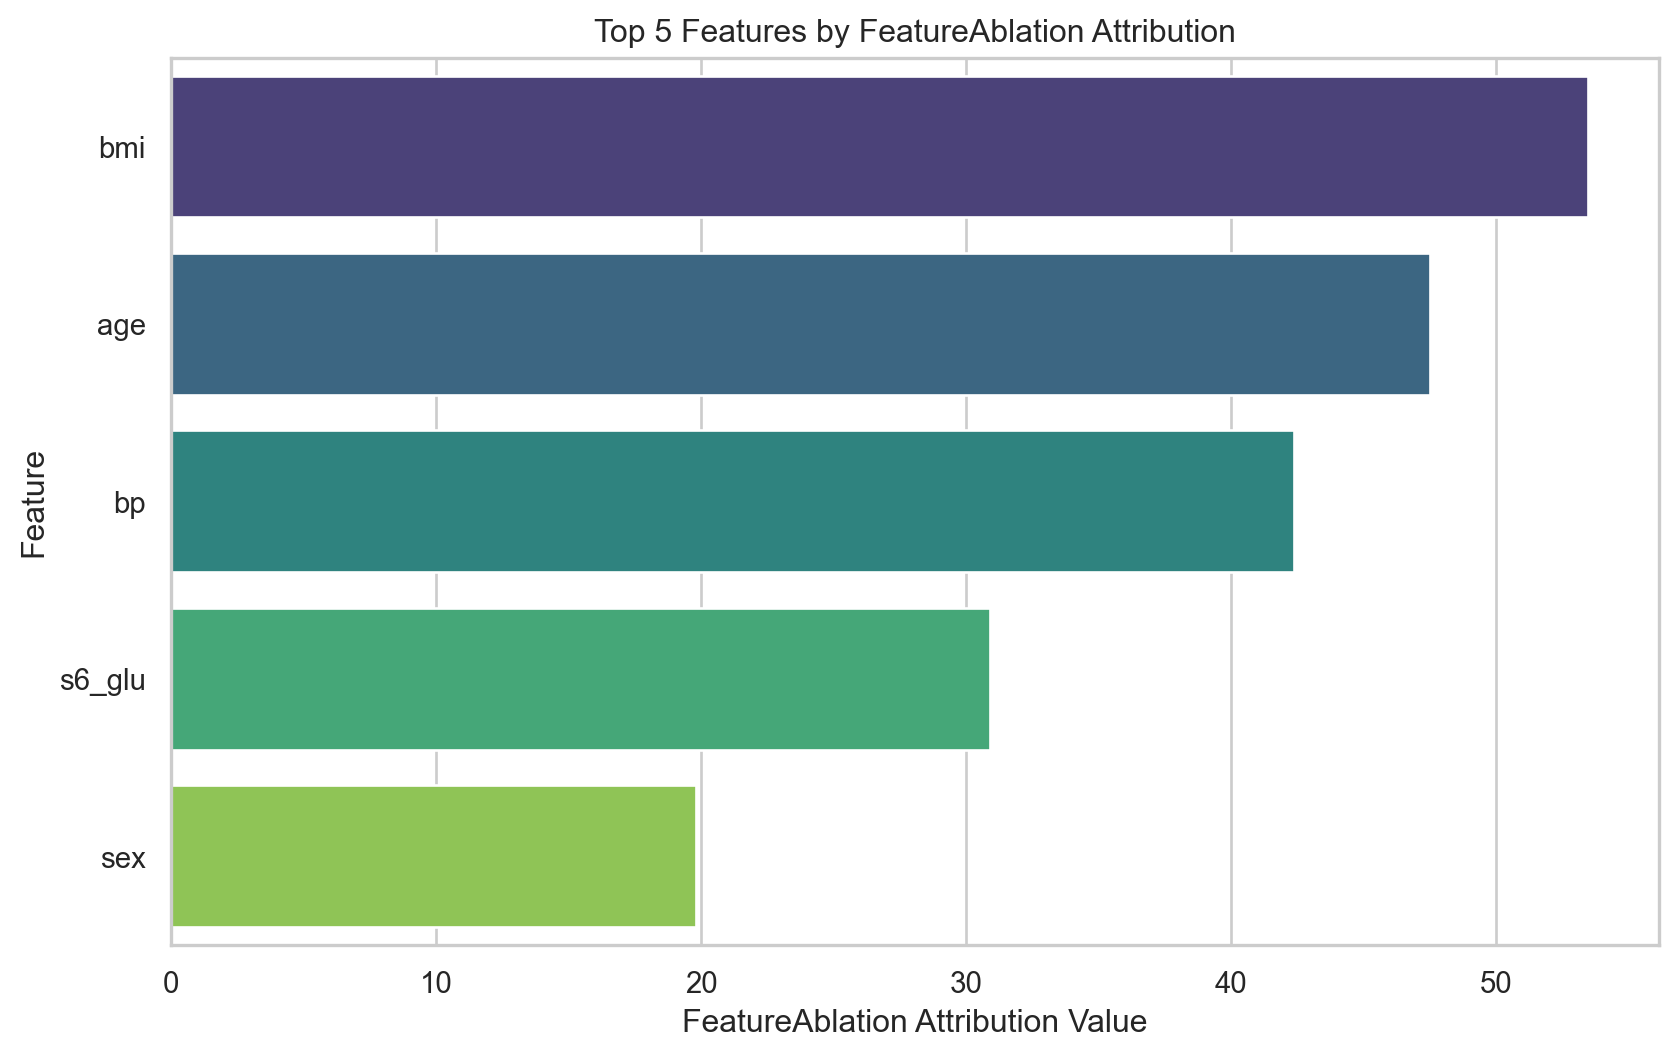 Top 5 Features by FeatureAblation Attribution
Feature
bmi
age
bp
s6_glu
sex
0 10 20 30 40 50
FeatureAblation Attribution Value